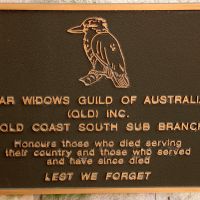 AR WIDOWS GUILD OF AUSTRALI
(QLD) INC.
OLD COAST SOUTH SUB BRANCH
Honours those who died serving
their country and those who served
and have since died
LEST WE FORGET